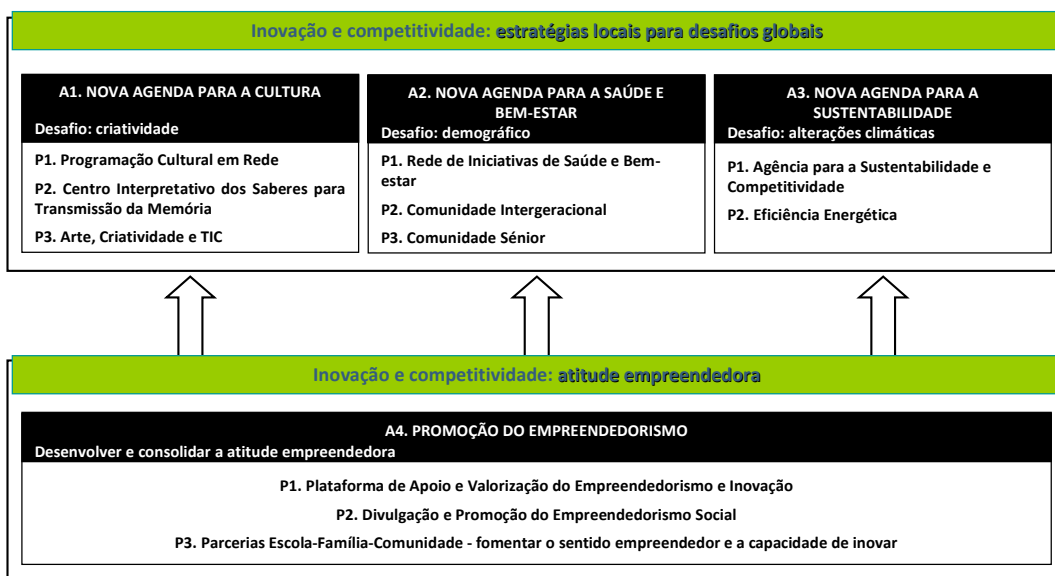 Inovação e competitividade: estratégias locais para desafios globais
A1. NOVA AGENDA PARA A CULTURA
Desafio: criatividade
P1. Programação Cultural em Rede
P2. Centro Interpretativo dos Saberes para
Transmissão da Memória
P3. Arte, Criatividade e TIC
A2. NOVA AGENDA PARA A SAÚDE E
BEM-ESTAR
Desafio: demográfico
P1. Rede de Iniciativas de Saúde e Bem-
estar
P2. Comunidade Intergeracional
P3. Comunidade Sénior
A3. NOVA AGENDA PARA A
SUSTENTABILIDADE
Desafio: alterações climáticas
P1. Agência para a Sustentabilidade e
Competitividade
P2. Eficiência Energética
Inovação e competitividade: atitude empreendedora
A4. PROMOÇÃO DO EMPREENDEDORISMO
Desenvolver e consolidar a atitude empreendedora
P1. Plataforma de Apoio e Valorização do Empreendedorismo e Inovação
P2. Divulgação e Promoção do Empreendedorismo Social
P3. Parcerias Escola-Família-Comunidade - fomentar o sentido empreendedor e a capacidade de inovar